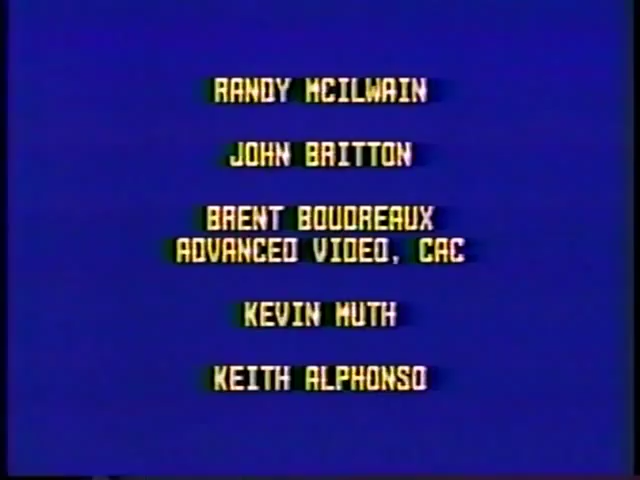 RANDY MCILWAIN
JOHN BRITTON
BRENT BOUDREAUX
ADVANCED VIDEO, CAC
KEVIN MUTH
KEITH ALPHONSO